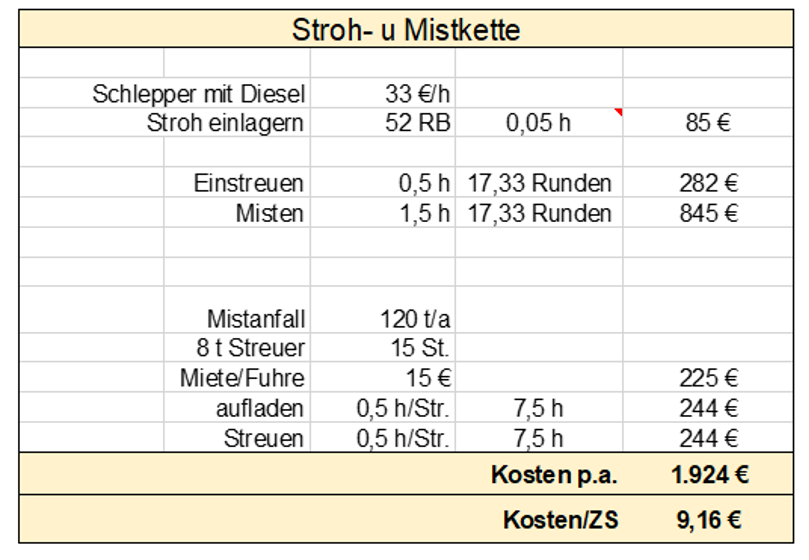 Stroh- u Mistkette
Schlepper mit Diesel 33 €/h
Stroh einlagern 52 RB 0,05 h 85 €
Einstreuen 0,5 h 17,33 Runden 282 €
Misten 1,5 h 17,33 Runden 845 €
Mistanfall 120 t/a
8 t Streuer 15 St.
Miete/Fuhre 15 € 225 €
aufladen 0,5 h/Str. 7,5 h 244 €
Streuen 0,5 h/Str. 7,5 h 244 €
Kosten p.a. 1.924 €
Kosten/ZS 9,16 €